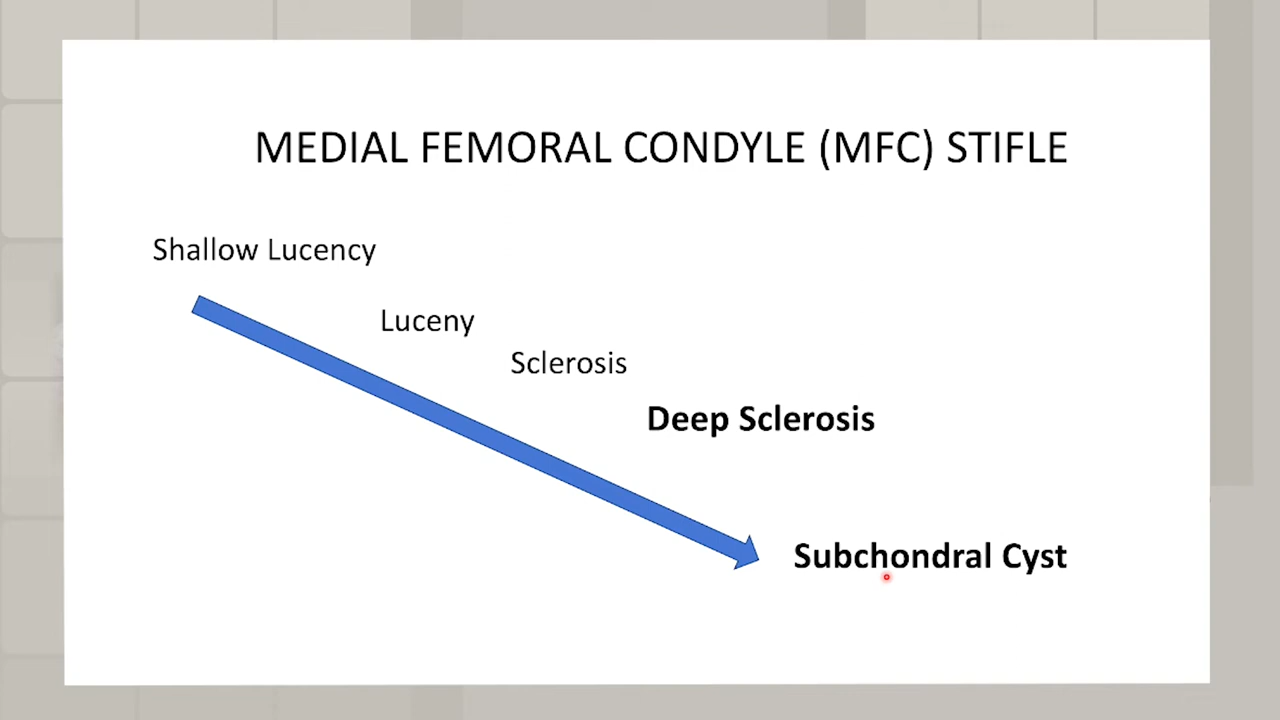 MEDIAL FEMORAL CONDYLE (MFC) STIFLE
Shallow Lucency
Luceny
Sclerosis
Deep Sclerosis
Subchondral Cyst